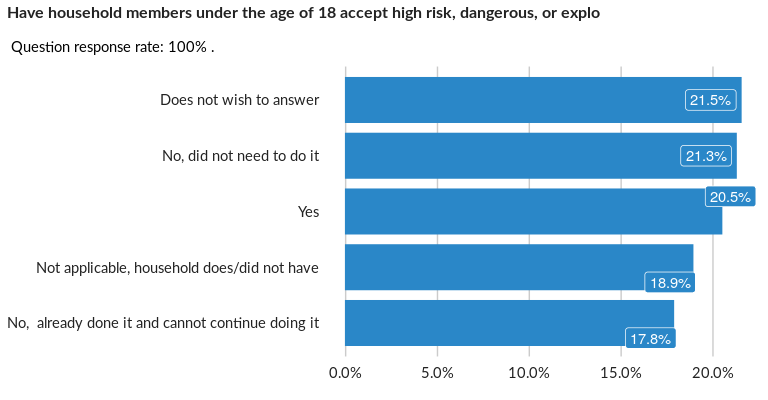 Have household members under the age of 18 accept high risk, dangerous, or explo
Question response rate: 100% .
Does not wish to answer 21.5%
No, did not need to do it 21.3%
Yes 20.5%
Not applicable, household does/did not have 18.9%
No,  already done it and cannot continue doing it 17.8%
0.0% 5.0% 10.0% 15.0% 20.0%